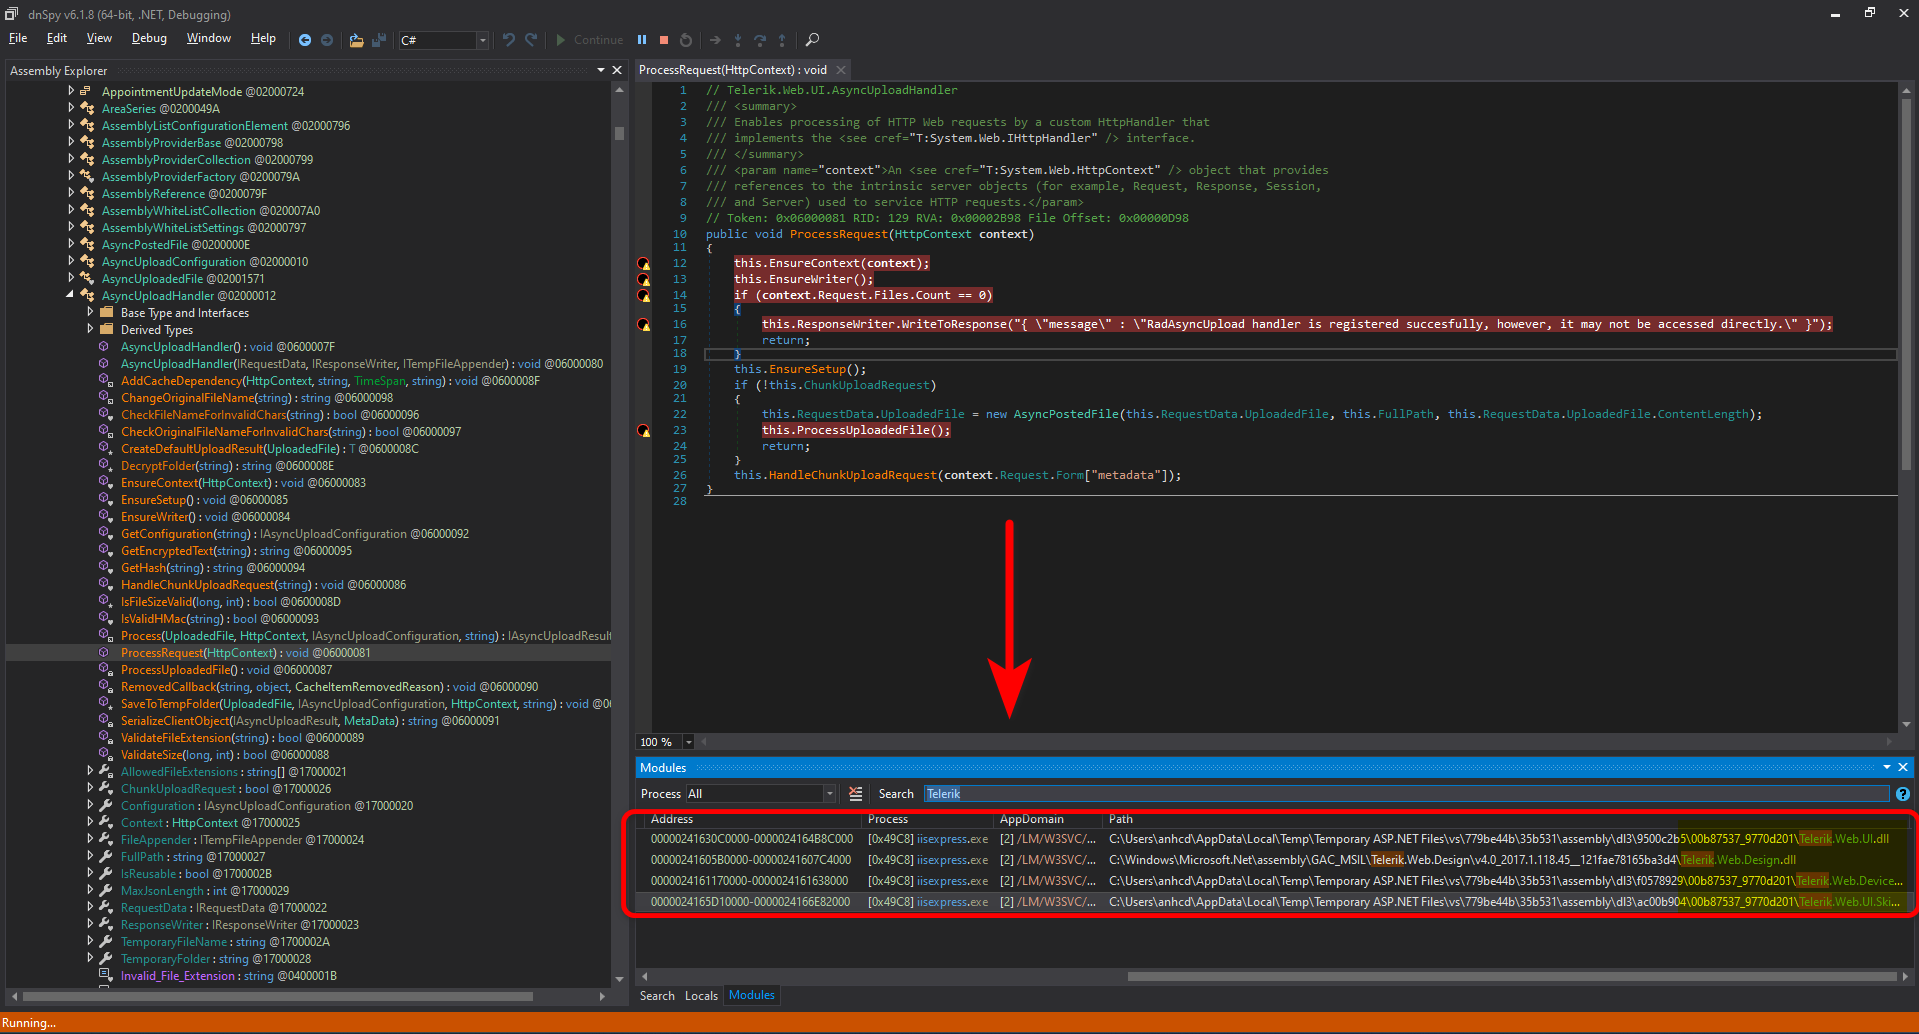 dnSpy v6.1.8 (64-bit, .NET, Debugging)
File Edit View Debug Window Help C# Continue
Assembly Explorer
AppointmentUpdateMode @02000724
AreaSeries @0200049A
AssemblyListConfigurationElement @02000796
AssemblyProviderBase @02000798
AssemblyProviderCollection @02000799
AssemblyProviderFactory @0200079A
AssemblyReference @0200079F
AssemblyWhiteListCollection @020007A0
AssemblyWhiteListSettings @02000797
AsyncPostedFile @0200000E
AsyncUploadConfiguration @02000010
AsyncUploadedFile @02001571
AsyncUploadHandler @02000012
Base Type and Interfaces
Derived Types
AsyncUploadHandler() : void @0600007F
AsyncUploadHandler(IRequestData, IResponseWriter, ITempFileAppender) : void @06000080
AddCacheDependency(HttpContext, string, TimeSpan, string) : void @0600008F
ChangeOriginalFileName(string) : string @06000098
CheckFileNameForInvalidChars(string) : bool @06000096
CheckOriginalFileNameForInvalidChars(string) : bool @06000097
CreateDefaultUploadResult(UploadedFile) : T @0600008C
DecryptFolder(string) : string @0600008E
EnsureContext(HttpContext) : void @06000083
EnsureSetup() : void @06000085
EnsureWriter() : void @06000084
GetConfiguration(string) : IAsyncUploadConfiguration @06000092
GetEncryptedText(string) : string @06000095
GetHash(string) : string @06000094
HandleChunkUploadRequest(string) : void @06000086
IsFileSizeValid(long, int) : bool @0600008D
IsValidHMac(string) : bool @06000093
Process(UploadedFile, HttpContext, IAsyncUploadConfiguration, string) : IAsyncUploadResult
ProcessRequest(HttpContext) : void @06000081
ProcessUploadedFile() : void @06000087
RemovedCallback(string, object, CacheItemRemovedReason) : void @06000090
SaveToTempFolder(UploadedFile, IAsyncUploadConfiguration, HttpContext, string) : void @0
SerializeClientObject(IAsyncUploadResult, MetaData) : string @06000091
ValidateFileExtension(string) : bool @06000089
ValidateSize(long, int) : bool @06000088
AllowedFileExtensions : string[] @17000021
ChunkUploadRequest : bool @17000026
Configuration : IAsyncUploadConfiguration @17000020
Context : HttpContext @17000025
FileAppender : ITempFileAppender @17000024
FullPath : string @17000027
IsReusable : bool @1700002B
MaxJsonLength : int @17000029
RequestData : IRequestData @17000022
ResponseWriter : IResponseWriter @17000023
TemporaryFileName : string @1700002A
TemporaryFolder : string @17000028
Invalid_File_Extension : string @0400001B
ProcessRequest(HttpContext) : void
1 // Telerik.Web.UI.AsyncUploadHandler
2 /// <summary>
3 /// Enables processing of HTTP Web requests by a custom HttpHandler that
4 /// implements the <see cref="T:System.Web.IHttpHandler" /> interface.
5 /// </summary>
6 /// <param name="context">An <see cref="T:System.Web.HttpContext" /> object that provides
7 /// references to the intrinsic server objects (for example, Request, Response, Session,
8 /// and Server) used to service HTTP requests.</param>
9 // Token: 0x06000081 RID: 129 RVA: 0x00002B98 File Offset: 0x00000D98
10 public void ProcessRequest(HttpContext context)
11 {
12 this.EnsureContext(context);
13 this.EnsureWriter();
14 if (context.Request.Files.Count == 0)
15 {
16 this.ResponseWriter.WriteToResponse("{ \"message\" : \"RadAsyncUpload handler is registered succesfully, however, it may not be accessed directly.\" }");
17 return;
18 }
19 this.EnsureSetup();
20 if (!this.ChunkUploadRequest)
21 {
22 this.RequestData.UploadedFile = new AsyncPostedFile(this.RequestData.UploadedFile, this.FullPath, this.RequestData.UploadedFile.ContentLength);
23 this.ProcessUploadedFile();
24 return;
25 }
26 this.HandleChunkUploadRequest(context.Request.Form["metadata"]);
27 }
28
100 %
Modules
Process All Search Telerik
Address Process AppDomain Path
00000241630C0000-0000024164B8C000 [0x49C8] iisexpress.exe [2] /LM/W3SVC/... C:\Users\anhcd\AppData\Local\Temp\Temporary ASP.NET Files\vs\779be44b\35b531\assembly\dl3\9500c2b5\00b87537_9770d201\Telerik.Web.UI.dll
00000241605B0000-00000241607C4000 [0x49C8] iisexpress.exe [2] /LM/W3SVC/... C:\Windows\Microsoft.Net\assembly\GAC_MSIL\Telerik.Web.Design\v4.0_2017.1.118.45__121fae78165ba3d4\Telerik.Web.Design.dll
0000024161170000-0000024161638000 [0x49C8] iisexpress.exe [2] /LM/W3SVC/... C:\Users\anhcd\AppData\Local\Temp\Temporary ASP.NET Files\vs\779be44b\35b531\assembly\dl3\f0578929\00b87537_9770d201\Telerik.Web.Device...
0000024165D10000-0000024166E82000 [0x49C8] iisexpress.exe [2] /LM/W3SVC/... C:\Users\anhcd\AppData\Local\Temp\Temporary ASP.NET Files\vs\779be44b\35b531\assembly\dl3\ac00b904\00b87537_9770d201\Telerik.Web.UI.Ski...
Search Locals Modules
Running...